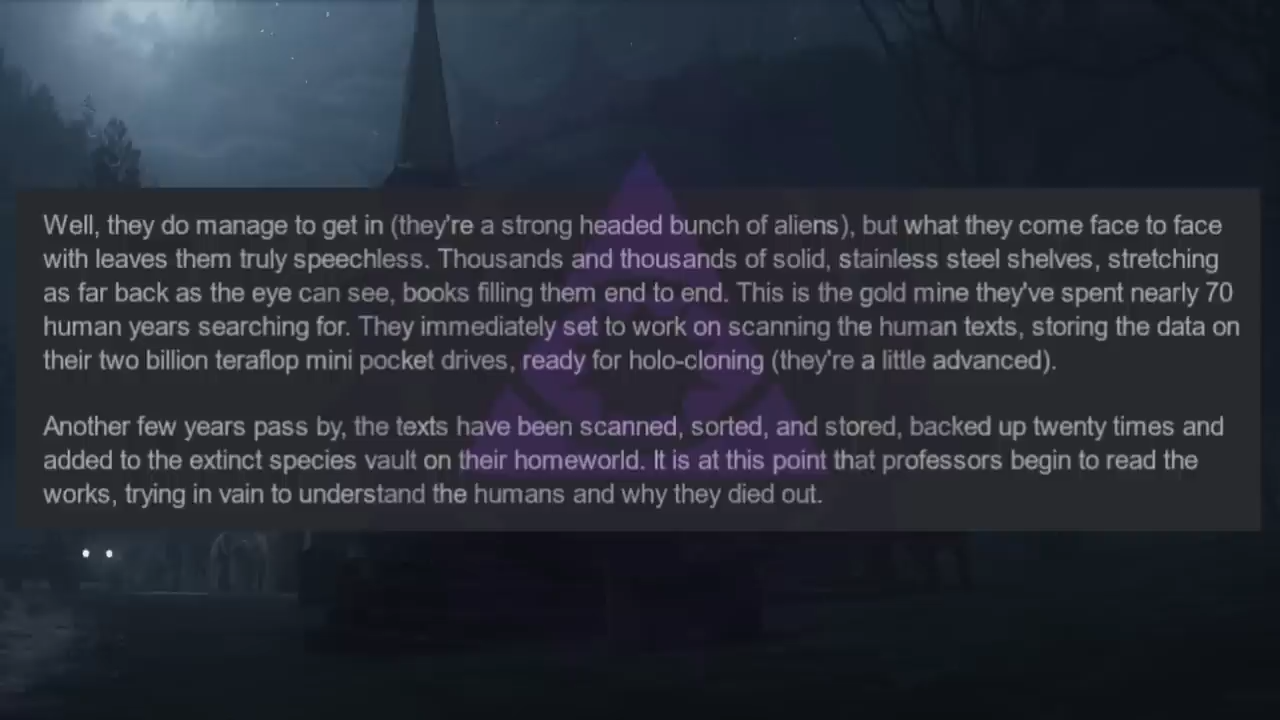 Well, they do manage to get in (they're a strong headed bunch of aliens), but what they come face to face
with leaves them truly speechless. Thousands and thousands of solid, stainless steel shelves, stretching
as far back as the eye can see, books filling them end to end. This is the gold mine they've spent nearly 70
human years searching for. They immediately set to work on scanning the human texts, storing the data on
their two billion teraflop mini pocket drives, ready for holo-cloning (they're a little advanced).
Another few years pass by, the texts have been scanned, sorted, and stored, backed up twenty times and
added to the extinct species vault on their homeworld. It is at this point that professors begin to read the
works, trying in vain to understand the humans and why they died out.